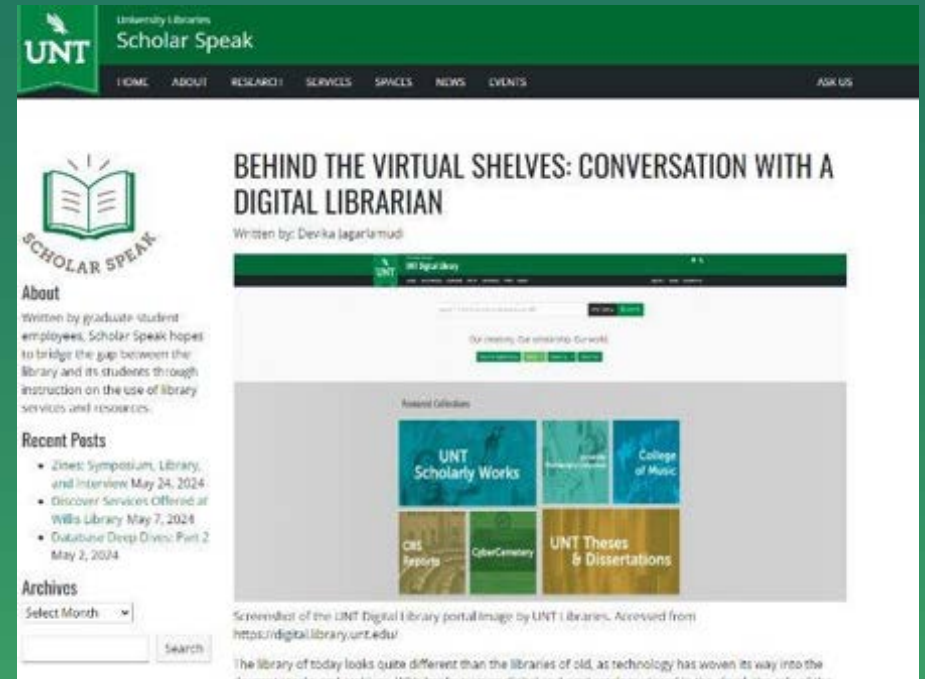 University Libraries
Scholar Speak
UNT
HOME ABOUT RESEARCH SERVICES SPACES NEWS EVENTS ASK US
SCHOLAR SPEAK
About
Written by graduate student
employees, Scholar Speak hopes
to bridge the gap between the
library and its students through
instruction on the use of library
services and resources.
Recent Posts
Zines: Symposium, Library,
and Interview May 24, 2024
Discover Services Offered at
Willis Library May 7, 2024
Database Deep Dives: Part 2
May 2, 2024
Archives
Select Month
Search
BEHIND THE VIRTUAL SHELVES: CONVERSATION WITH A
DIGITAL LIBRARIAN
Written by: Devika Jagarlamudi
UNT
UNT Digital Library
Our creativity. Our scholarship. Our world.
Featured Collections
UNT
Scholarly Works
College
of Music
CRS
Reports
CyberCemetery
UNT Theses
& Dissertations
Screenshot of the UNT Digital Library portal image by UNT Libraries. Accessed from
https://digital.library.unt.edu/
The library of today looks quite different than the libraries of old, as technology has woven its way into the